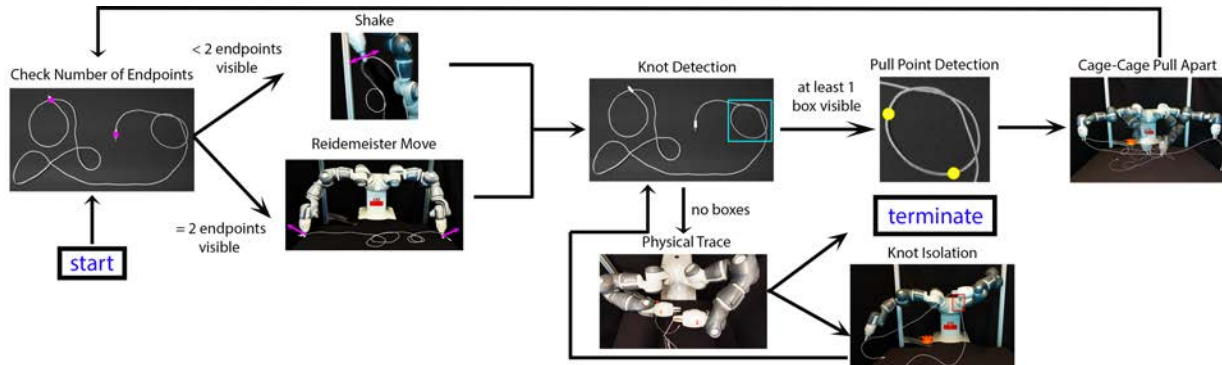 Shake
< 2 endpoints
visible
Check Number of Endpoints
Knot Detection
Pull Point Detection
Cage-Cage Pull Apart
at least 1
box visible
Reidemeister Move
= 2 endpoints
visible
no boxes
terminate
start
Physical Trace
Knot Isolation